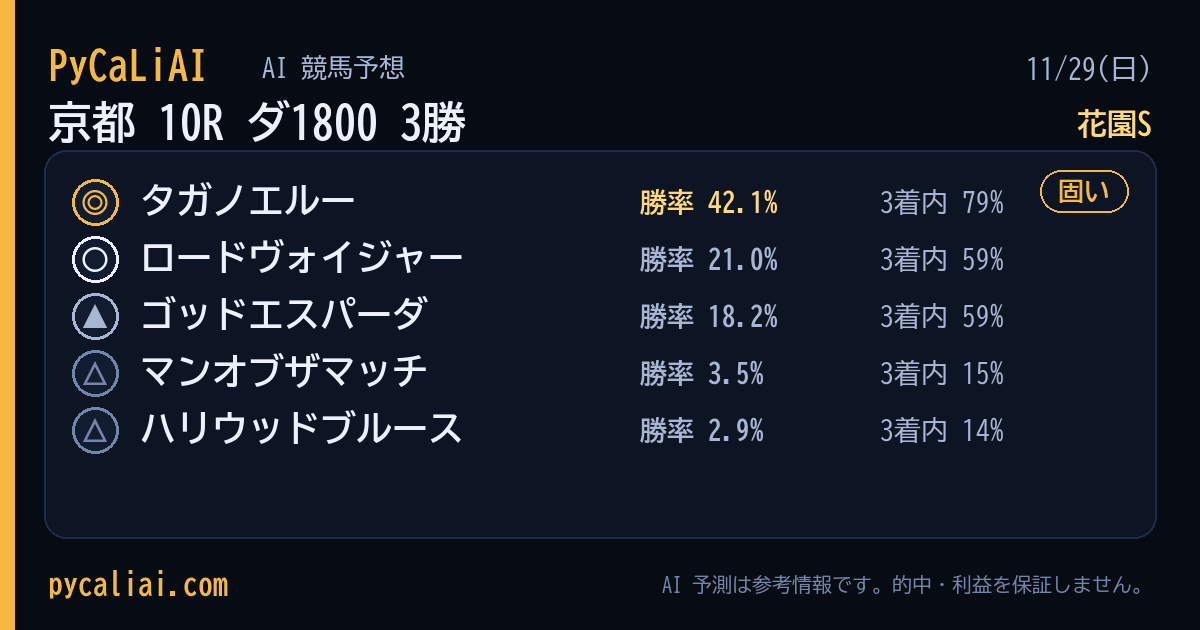 PyCaLiAI AI 競馬予想 11/29(日)
京都 10R ダ1800 3勝 花園S
◎ タガノエルー 勝率 42.1% 3着内 79% 固い
○ ロードヴォイジャー 勝率 21.0% 3着内 59%
▲ ゴッドエスパーダ 勝率 18.2% 3着内 59%
△ マンオブザマッチ 勝率 3.5% 3着内 15%
△ ハリウッドブルース 勝率 2.9% 3着内 14%
pycaliai.com AI 予測は参考情報です。的中・利益を保証しません。